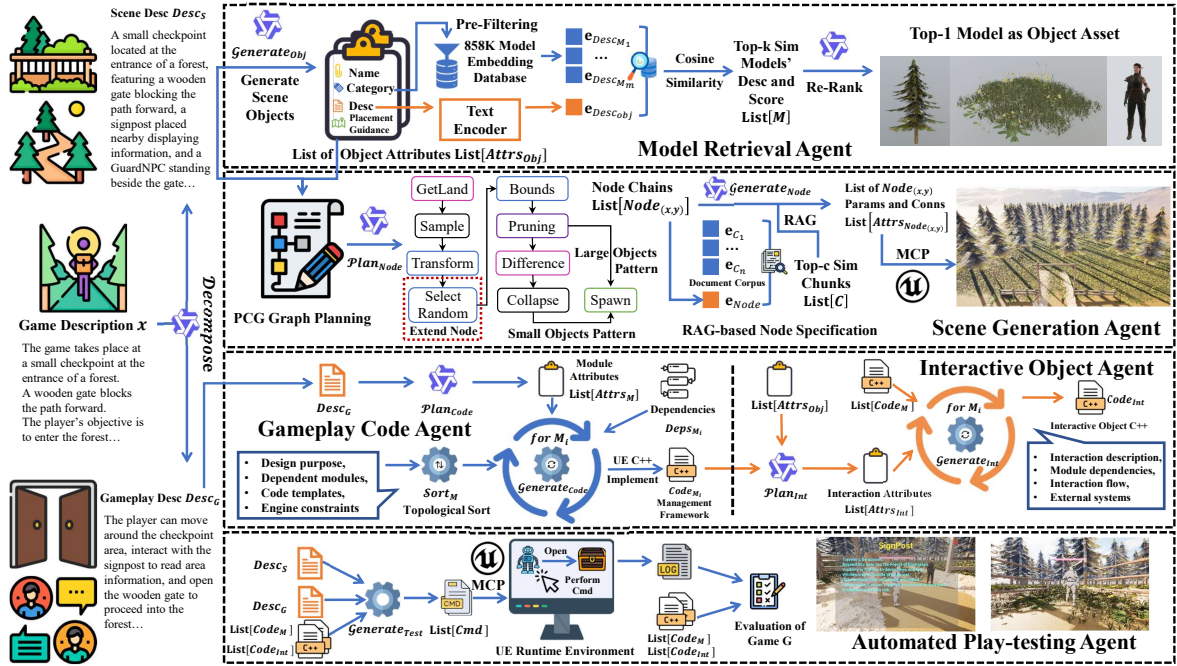 Scene Desc Desc_S
A small checkpoint
located at the
entrance of a forest,
featuring a wooden
gate blocking the
path forward, a
signpost placed
nearby displaying
information, and a
GuardNPC standing
beside the gate…
Game Description x
The game takes place at
a small checkpoint at the
entrance of a forest.
A wooden gate blocks
the path forward.
The player's objective is
to enter the forest…
Decompose
Gameplay Desc Desc_G
The player can move
around the checkpoint
area, interact with the
signpost to read area
information, and open
the wooden gate to
proceed into the
forest…
Generate_Obj
Generate
Scene
Objects
Name
Category
Desc
Placement
Guidance
List of Object Attributes List[Attrs_Obj]
Pre-Filtering
858K Model
Embedding
Database
Text
Encoder
e_Desc_M_1
…
e_Desc_M_m
e_Desc_obj
Cosine
Similarity
Top-k Sim
Models'
Desc and
Score
List[M]
Re-Rank
Top-1 Model as Object Asset
Model Retrieval Agent
PCG Graph Planning
Plan_Node
GetLand
Sample
Transform
Select
Random
Extend Node
Bounds
Pruning
Difference
Collapse
Large Objects
Pattern
Spawn
Small Objects Pattern
Node Chains
List[Node_(x,y)]
Generate_Node
RAG
e_C_1
…
e_C_n
Document Corpus
e_Node
Top-c Sim
Chunks
List[C]
RAG-based Node Specification
List of Node_(x,y)
Params and Conns
List[Attrs_Node_(x,y)]
MCP
Scene Generation Agent
Desc_G
Plan_Code
Module
Attributes
List[Attrs_M]
Dependencies
Deps_M_i
Gameplay Code Agent
• Design purpose,
• Dependent modules,
• Code templates,
• Engine constraints
Sort_M
Topological Sort
for M_i
Generate_Code
UE C++
Implement
C++
Code_M_i
Management
Framework
Interactive Object Agent
List[Attrs_Obj]
Plan_Int
Interaction Attributes
List[Attrs_Int]
C++
List[Code_M]
for M_i
Generate_Int
C++
Code_Int
Interactive Object C++
• Interaction description,
• Module dependencies,
• Interaction flow,
• External systems
Desc_S
Desc_G
List[Code_M]
List[Code_Int]
C++
Generate_Test
CMD
List[Cmd]
MCP
Open
Perform
Cmd
UE Runtime Environment
LOG
C++
List[Code_M]
List[Code_Int]
Evaluation of
Game G
SignPost
Automated Play-testing Agent